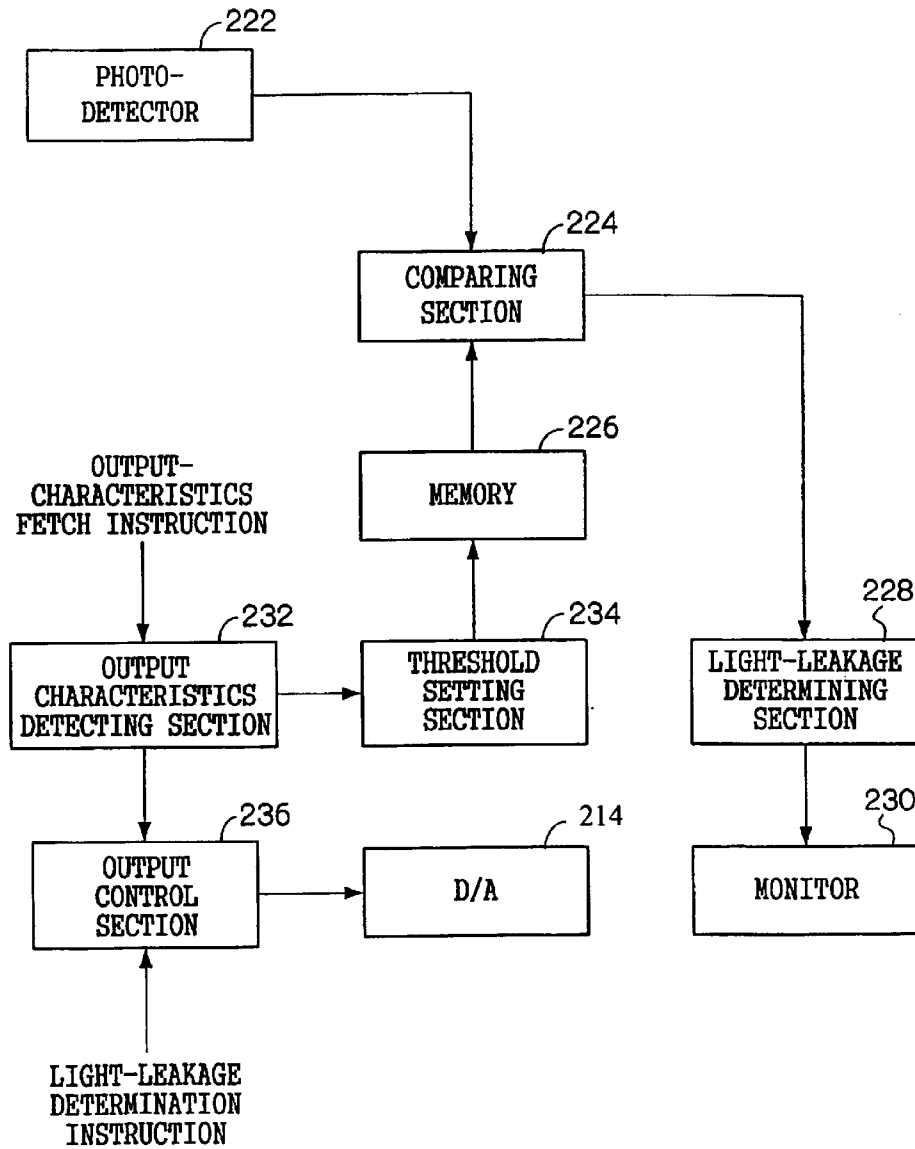 222
PHOTO-
DETECTOR
224
COMPARING
SECTION
226
MEMORY
OUTPUT-
CHARACTERISTICS
FETCH INSTRUCTION
232
OUTPUT
CHARACTERISTICS
DETECTING SECTION
234
THRESHOLD
SETTING
SECTION
228
LIGHT-LEAKAGE
DETERMINING
SECTION
236
OUTPUT
CONTROL
SECTION
214
D/A
230
MONITOR
LIGHT-LEAKAGE
DETERMINATION
INSTRUCTION